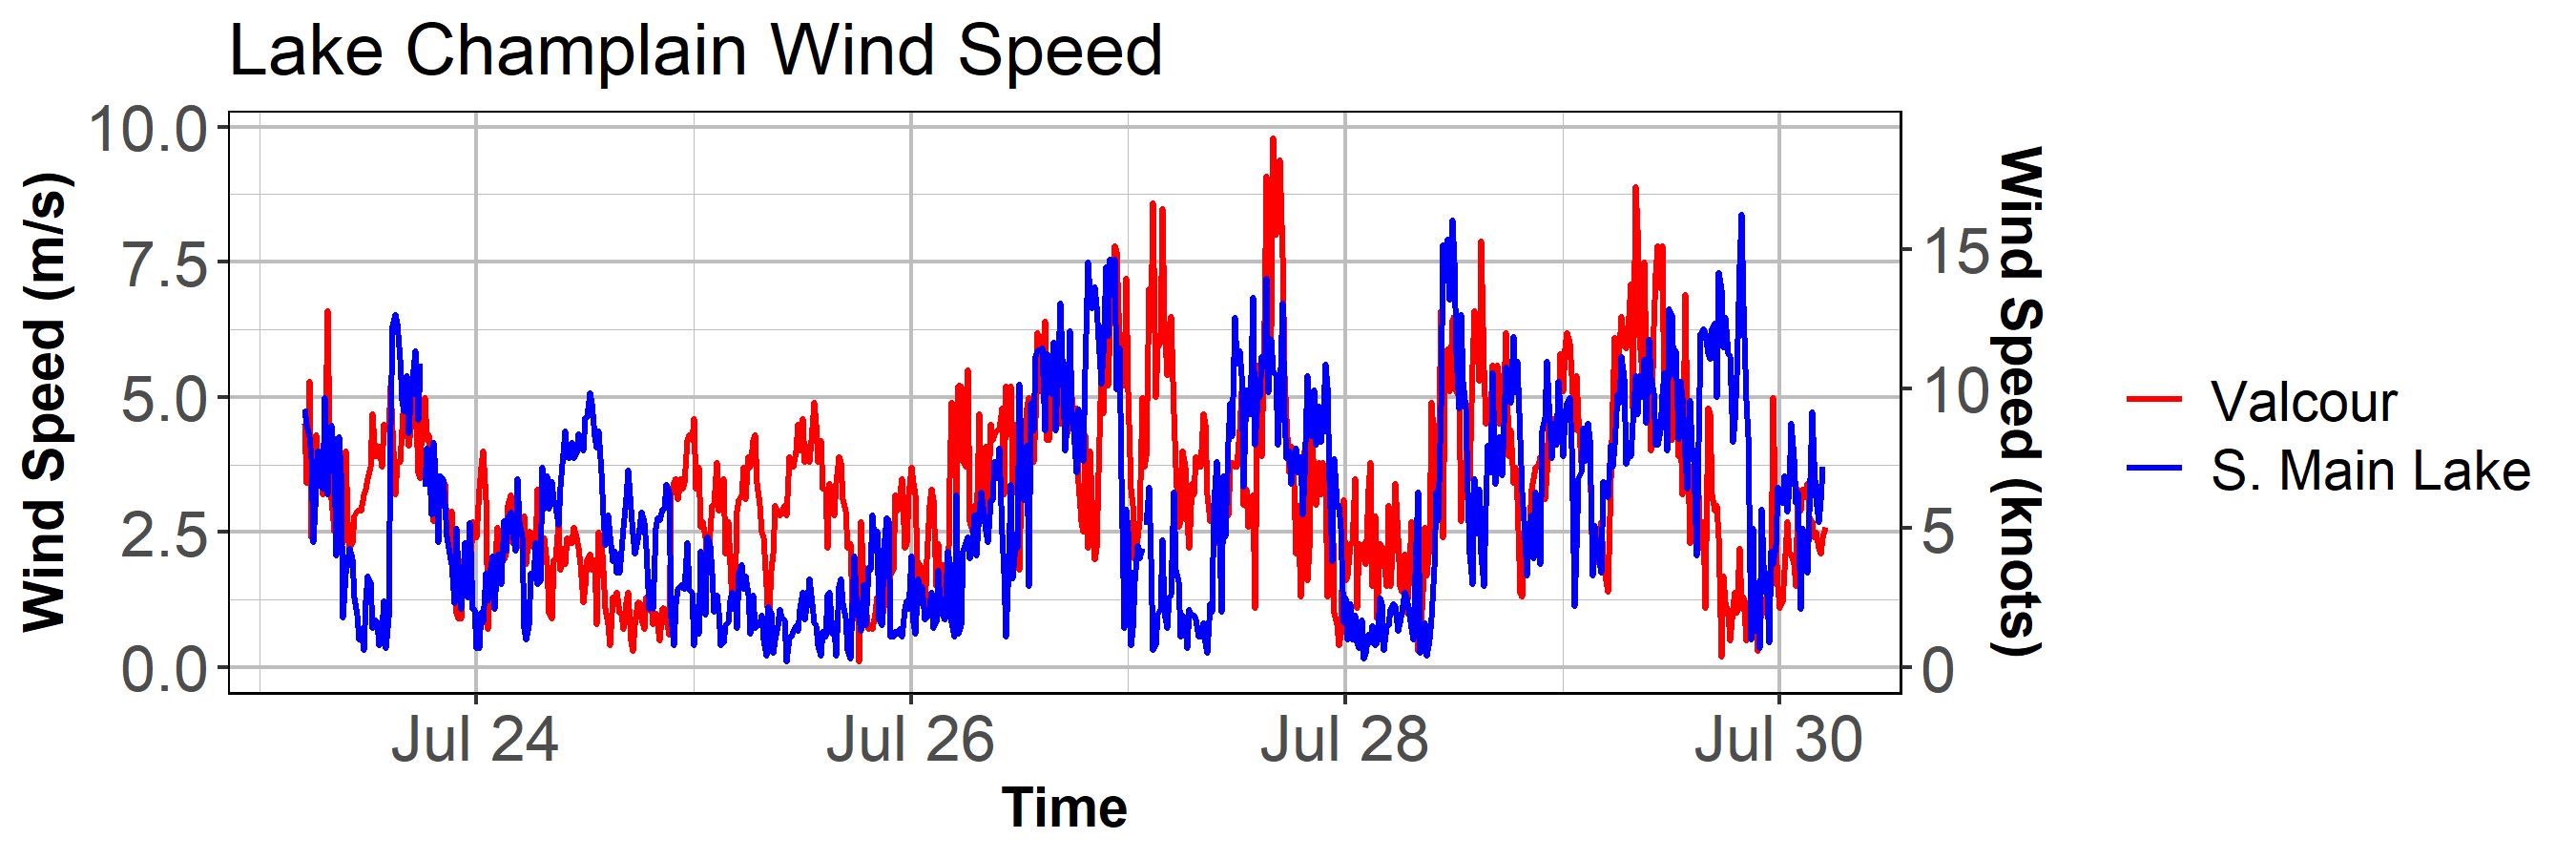 Lake Champlain Wind Speed
Wind Speed (m/s)
10.0
7.5
5.0
2.5
0.0
Jul 24
Jul 26
Jul 28
Jul 30
Time
15
10
5
0
Wind Speed (knots)
Valcour
S. Main Lake